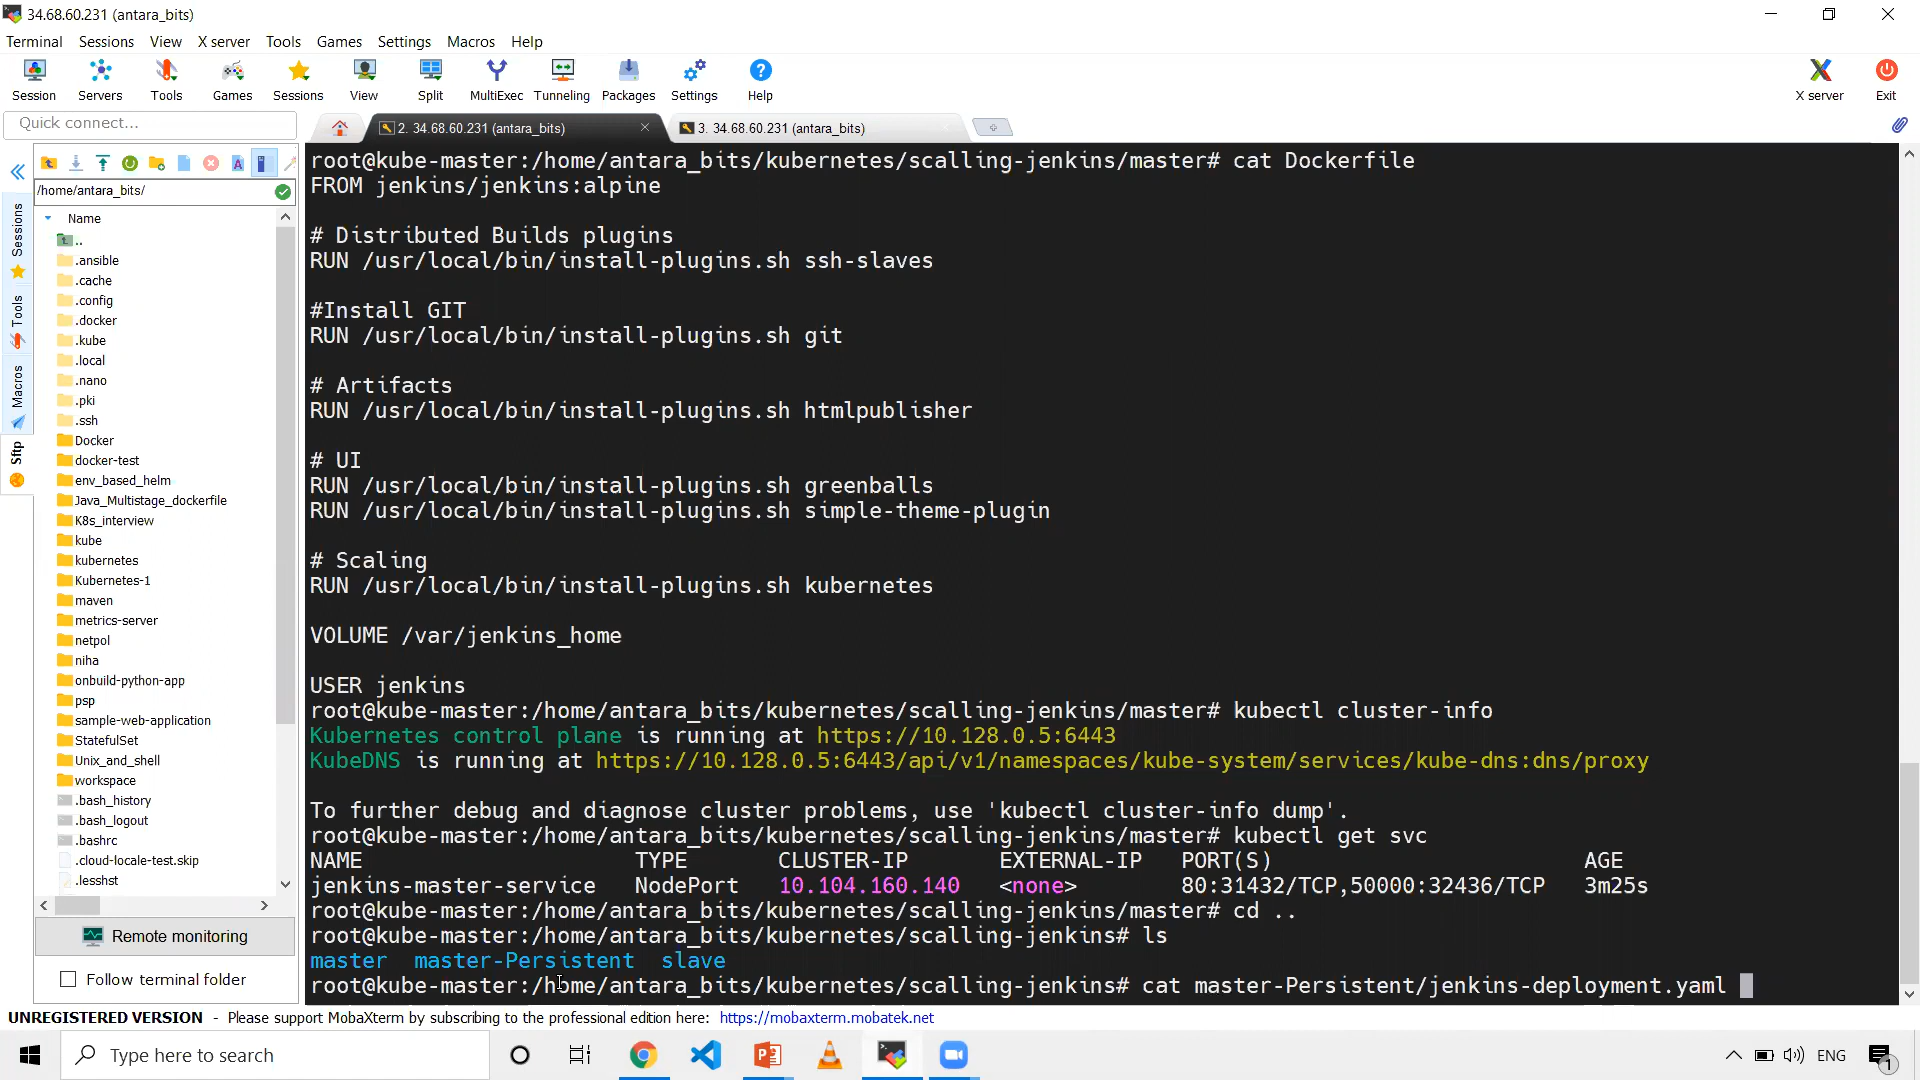 34.68.60.231 (antara_bits)
Terminal Sessions View X server Tools Games Settings Macros Help
Session Servers Tools Games Sessions View Split MultiExec Tunneling Packages Settings Help X server Exit
Quick connect...
2. 34.68.60.231 (antara_bits)
3. 34.68.60.231 (antara_bits)
/home/antara_bits/
Sessions
Tools
Macros
Sftp
Name
..
.ansible
.cache
.config
.docker
.kube
.local
.nano
.pki
.ssh
Docker
docker-test
env_based_helm
Java_Multistage_dockerfile
K8s_interview
kube
kubernetes
Kubernetes-1
maven
metrics-server
netpol
niha
onbuild-python-app
psp
sample-web-application
StatefulSet
Unix_and_shell
workspace
.bash_history
.bash_logout
.bashrc
.cloud-locale-test.skip
.lesshst
Remote monitoring
Follow terminal folder
root@kube-master:/home/antara_bits/kubernetes/scalling-jenkins/master# cat Dockerfile
FROM jenkins/jenkins:alpine
# Distributed Builds plugins
RUN /usr/local/bin/install-plugins.sh ssh-slaves
#Install GIT
RUN /usr/local/bin/install-plugins.sh git
# Artifacts
RUN /usr/local/bin/install-plugins.sh htmlpublisher
# UI
RUN /usr/local/bin/install-plugins.sh greenballs
RUN /usr/local/bin/install-plugins.sh simple-theme-plugin
# Scaling
RUN /usr/local/bin/install-plugins.sh kubernetes
VOLUME /var/jenkins_home
USER jenkins
root@kube-master:/home/antara_bits/kubernetes/scalling-jenkins/master# kubectl cluster-info
Kubernetes control plane is running at https://10.128.0.5:6443
KubeDNS is running at https://10.128.0.5:6443/api/v1/namespaces/kube-system/services/kube-dns:dns/proxy
To further debug and diagnose cluster problems, use 'kubectl cluster-info dump'.
root@kube-master:/home/antara_bits/kubernetes/scalling-jenkins/master# kubectl get svc
NAME TYPE CLUSTER-IP EXTERNAL-IP PORT(S) AGE
jenkins-master-service NodePort 10.104.160.140 <none> 80:31432/TCP,50000:32436/TCP 3m25s
root@kube-master:/home/antara_bits/kubernetes/scalling-jenkins/master# cd ..
root@kube-master:/home/antara_bits/kubernetes/scalling-jenkins# ls
master master-Persistent slave
root@kube-master:/home/antara_bits/kubernetes/scalling-jenkins# cat master-Persistent/jenkins-deployment.yaml
UNREGISTERED VERSION - Please support MobaXterm by subscribing to the professional edition here: https://mobaxterm.mobatek.net
Type here to search
ENG
1